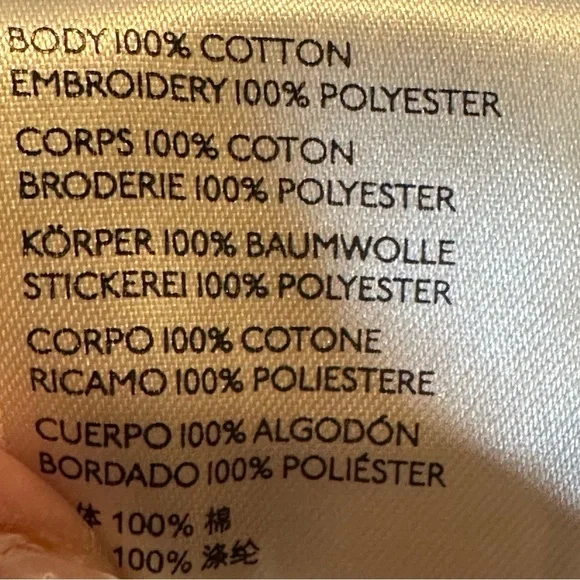 BODY 100% COTTON
EMBROIDERY 100% POLYESTER
CORPS 100% COTON
BRODERIE 100% POLYESTER
KÖRPER 100% BAUMWOLLE
STICKEREI 100% POLYESTER
CORPO 100% COTONE
RICAMO 100% POLIESTERE
CUERPO 100% ALGODÓN
BORDADO 100% POLIÉSTER
体 100% 棉
100% 涤纶